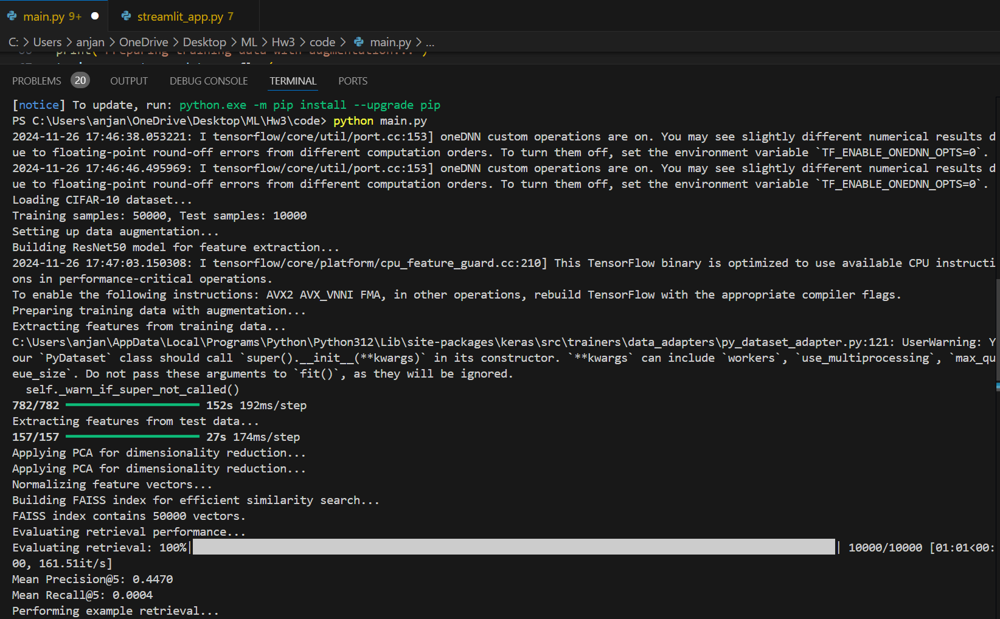 main.py 9+ streamlit_app.py 7
C: > Users > anjan > OneDrive > Desktop > ML > Hw3 > code > main.py > ...
print("Preparing training data with augmentation...")
PROBLEMS 20 OUTPUT DEBUG CONSOLE TERMINAL PORTS
[notice] To update, run: python.exe -m pip install --upgrade pip
PS C:\Users\anjan\OneDrive\Desktop\ML\Hw3\code> python main.py
2024-11-26 17:46:38.053221: I tensorflow/core/util/port.cc:153] oneDNN custom operations are on. You may see slightly different numerical results d
ue to floating-point round-off errors from different computation orders. To turn them off, set the environment variable `TF_ENABLE_ONEDNN_OPTS=0`.
2024-11-26 17:46:46.495969: I tensorflow/core/util/port.cc:153] oneDNN custom operations are on. You may see slightly different numerical results d
ue to floating-point round-off errors from different computation orders. To turn them off, set the environment variable `TF_ENABLE_ONEDNN_OPTS=0`.
Loading CIFAR-10 dataset...
Training samples: 50000, Test samples: 10000
Setting up data augmentation...
Building ResNet50 model for feature extraction...
2024-11-26 17:47:03.150308: I tensorflow/core/platform/cpu_feature_guard.cc:210] This TensorFlow binary is optimized to use available CPU instructi
ons in performance-critical operations.
To enable the following instructions: AVX2 AVX_VNNI FMA, in other operations, rebuild TensorFlow with the appropriate compiler flags.
Preparing training data with augmentation...
Extracting features from training data...
C:\Users\anjan\AppData\Local\Programs\Python\Python312\Lib\site-packages\keras\src\trainers\data_adapters\py_dataset_adapter.py:121: UserWarning: Y
our `PyDataset` class should call `super().__init__(**kwargs)` in its constructor. `**kwargs` can include `workers`, `use_multiprocessing`, `max_qu
eue_size`. Do not pass these arguments to `fit()`, as they will be ignored.
  self._warn_if_super_not_called()
782/782 152s 192ms/step
Extracting features from test data...
157/157 27s 174ms/step
Applying PCA for dimensionality reduction...
Applying PCA for dimensionality reduction...
Normalizing feature vectors...
Building FAISS index for efficient similarity search...
FAISS index contains 50000 vectors.
Evaluating retrieval performance...
Evaluating retrieval: 100%| | 10000/10000 [01:01<00:
00, 161.51it/s]
Mean Precision@5: 0.4470
Mean Recall@5: 0.0004
Performing example retrieval...